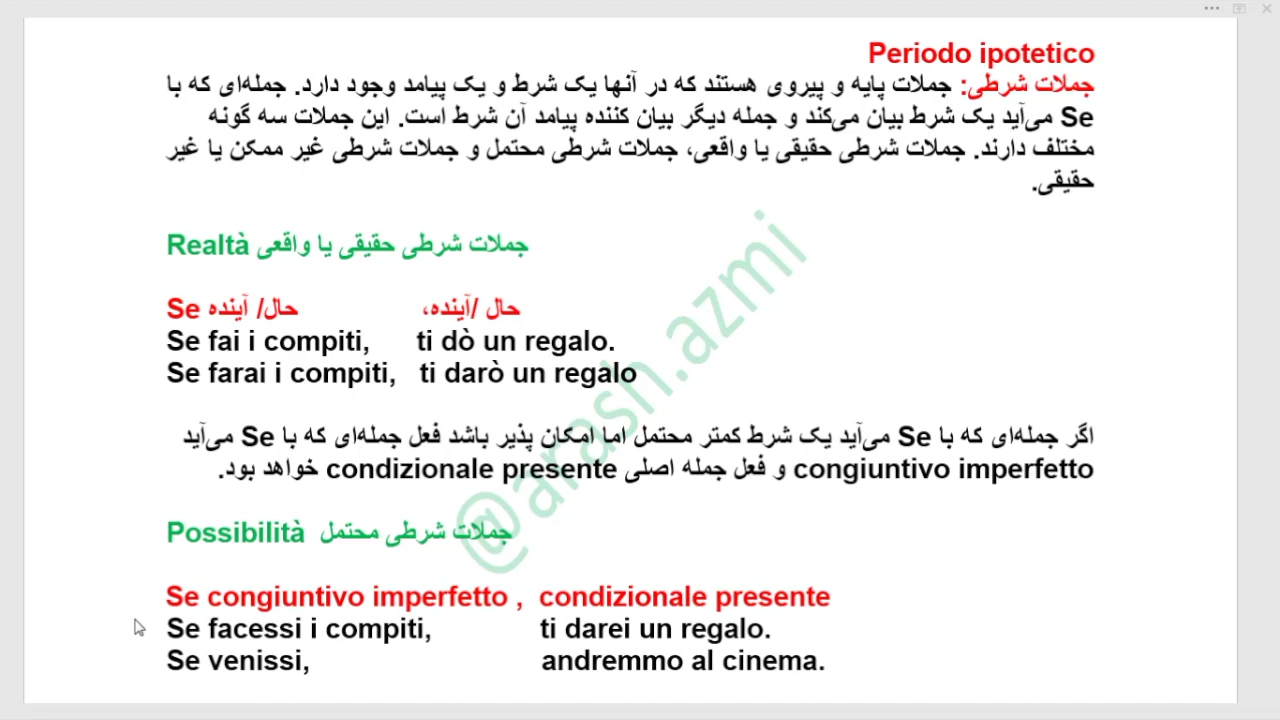 Periodo ipotetico
جملات شرطی: جملات پایه و پیروی هستند که در آنها یک شرط و یک پیامد وجود دارد. جمله‌ای که با
Se می‌آید یک شرط بیان می‌کند و جمله دیگر بیان کننده پیامد آن شرط است. این جملات سه گونه
مختلف دارند. جملات شرطی حقیقی یا واقعی، جملات شرطی محتمل و جملات شرطی غیر ممکن یا غیر
حقیقی.
Realtà جملات شرطی حقیقی یا واقعی
Se حال/ آینده حال /آینده،
Se fai i compiti, ti dò un regalo.
Se farai i compiti, ti darò un regalo
اگر جمله‌ای که با Se می‌آید یک شرط کمتر محتمل اما امکان پذیر باشد فعل جمله‌ای که با Se می‌آید
congiuntivo imperfetto و فعل جمله اصلی condizionale presente خواهد بود.
Possibilità جملات شرطی محتمل
Se congiuntivo imperfetto , condizionale presente
Se facessi i compiti, ti darei un regalo.
Se venissi, andremmo al cinema.
@arash.azmi